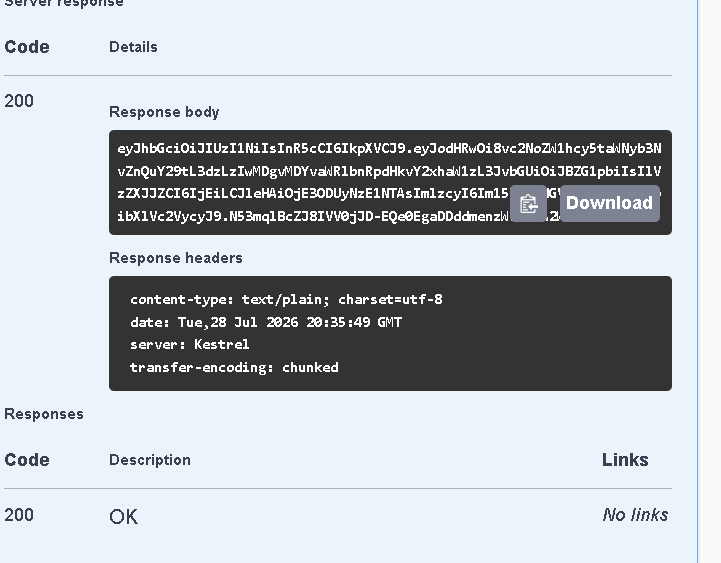 Server response
Code Details
200
Response body
eyJhbGciOiJIUzI1NiIsInR5cCI6IkpXVCJ9.eyJodHRwOi8vc2NoZW1hcy5taWNyb3N
vZnQuY29tL3dzLzIwMDgvMDYvaWRlbnRpdHkvY2xhaW1zL3JvbGUiOiJBZG1pbiIsIlV
zZXJJZCI6IjEiLCJleHAiOjE3ODUyNzE1NTAsImlzcyI6Im15
Download
ibXlVc2VycyJ9.N53mqlBcZJ8IVV0jJD-EQe0EgaDDddmenzW
Response headers
content-type: text/plain; charset=utf-8
date: Tue,28 Jul 2026 20:35:49 GMT
server: Kestrel
transfer-encoding: chunked
Responses
Code Description Links
200 OK No links